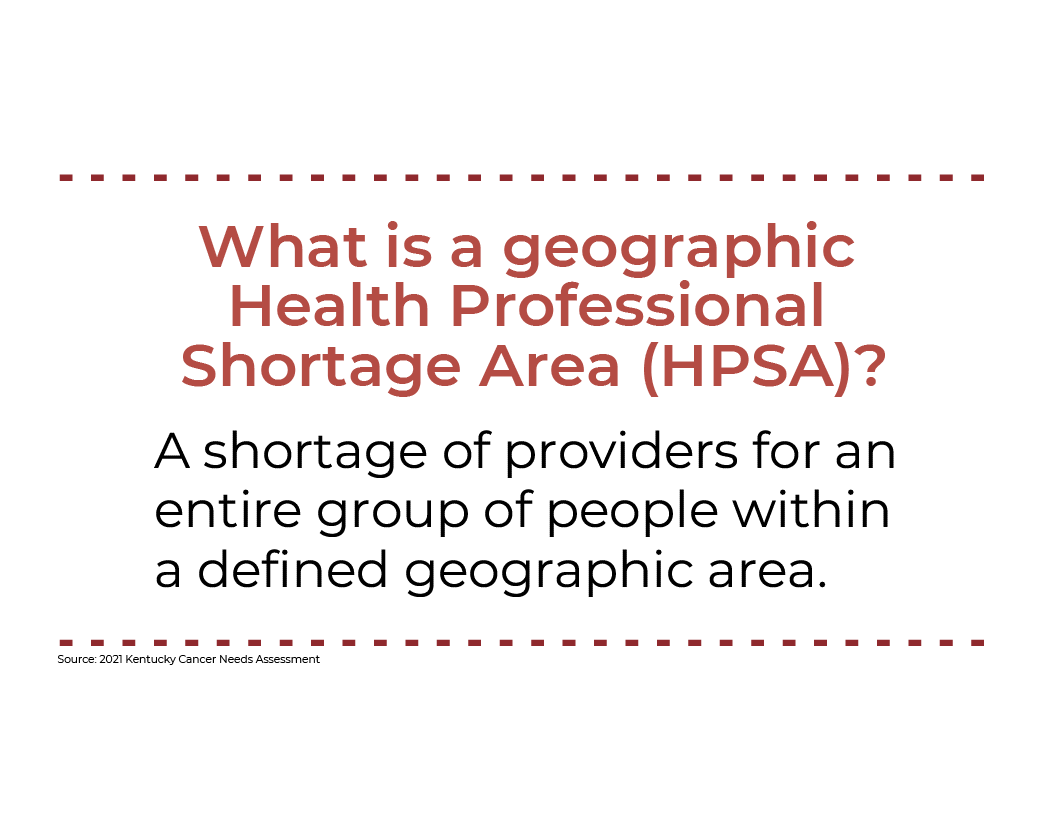 What is a geographic
Health Professional
Shortage Area (HPSA)?
A shortage of providers for an
entire group of people within
a defined geographic area.
Source: 2021 Kentucky Cancer Needs Assessment